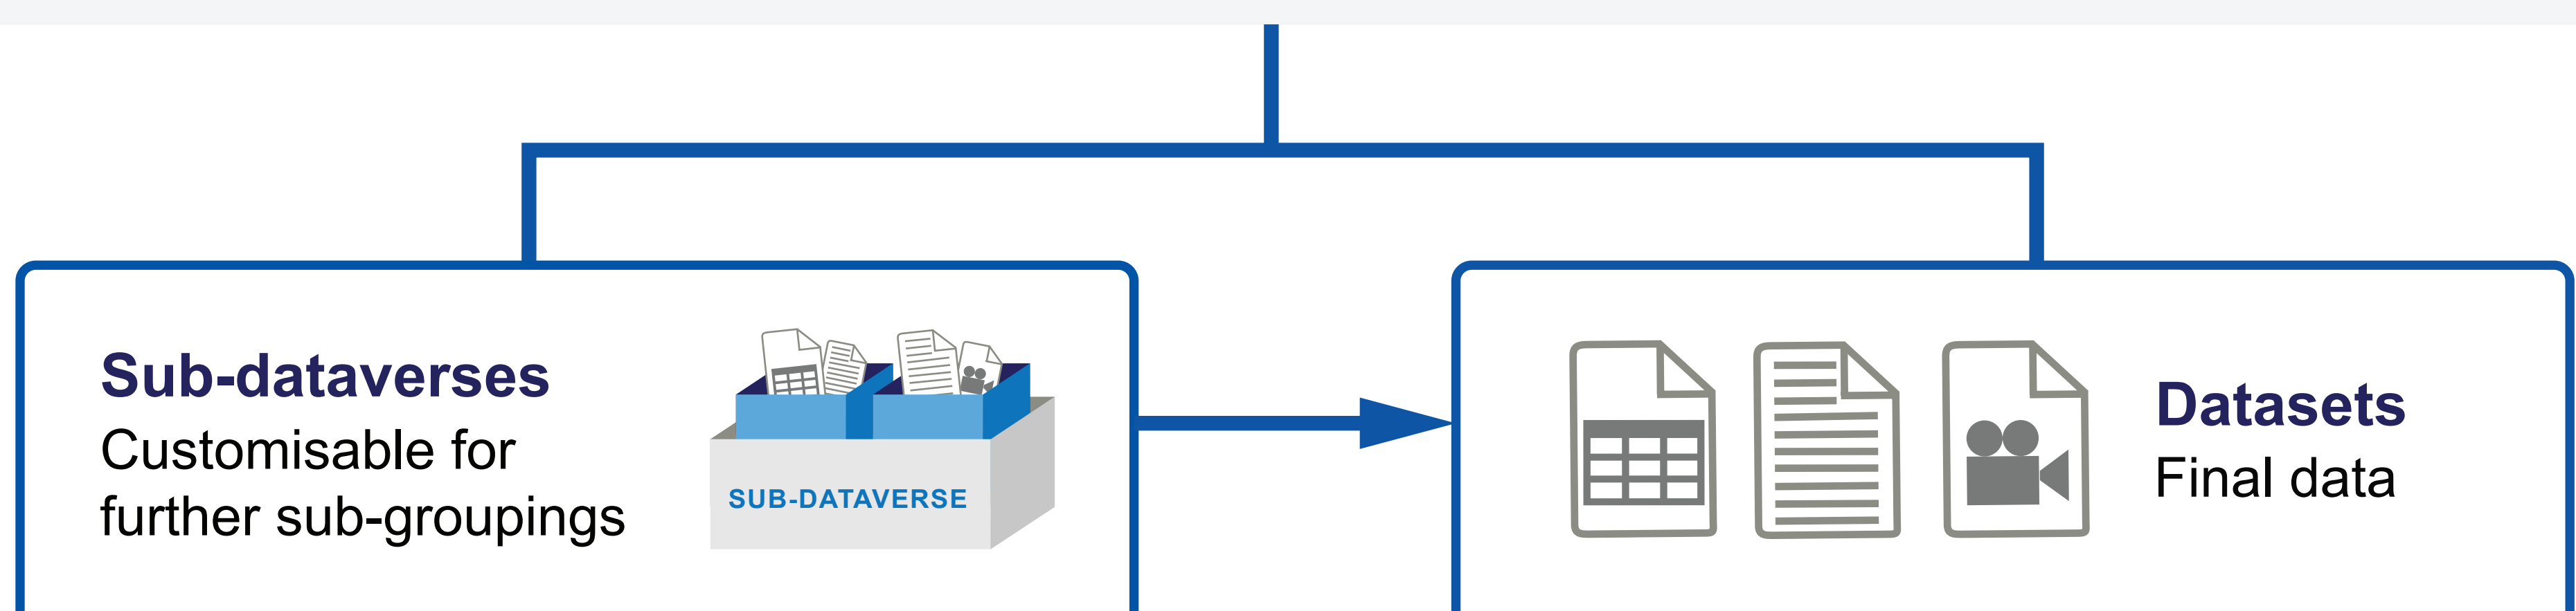 Sub-dataverses
Customisable for
further sub-groupings
SUB-DATAVERSE
Datasets
Final data